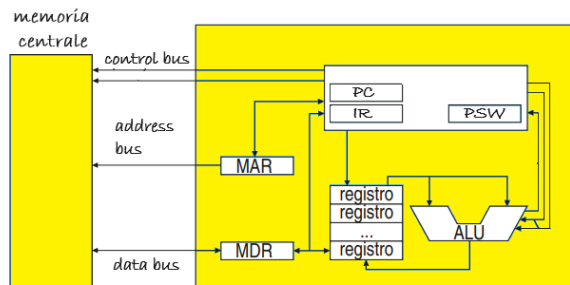 memoria
centrale
control bus
PC
IR
PSW
address
bus
MAR
registro
registro
...
registro
ALU
MDR
data bus